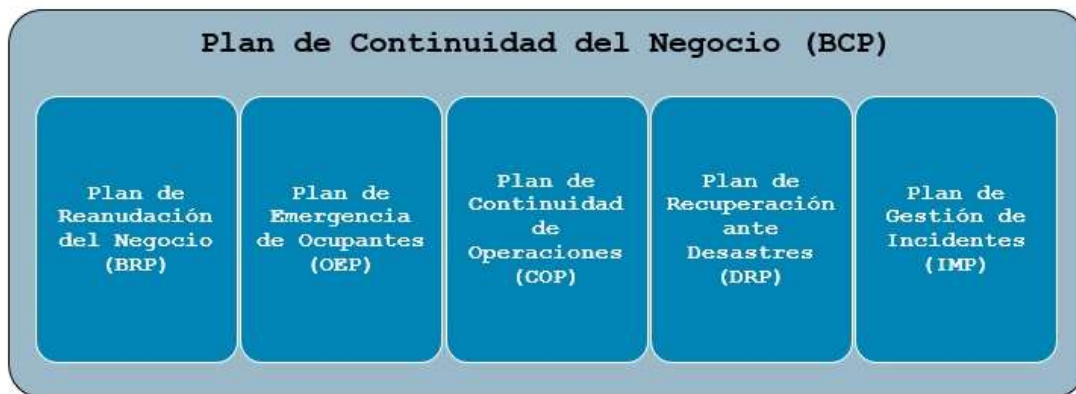 Plan de Continuidad del Negocio (BCP)
Plan de
Reanudación
del Negocio
(BRP)
Plan de
Emergencia
de Ocupantes
(OEP)
Plan de
Continuidad
de
Operaciones
(COP)
Plan de
Recuperación
ante
Desastres
(DRP)
Plan de
Gestión de
Incidentes
(IMP)